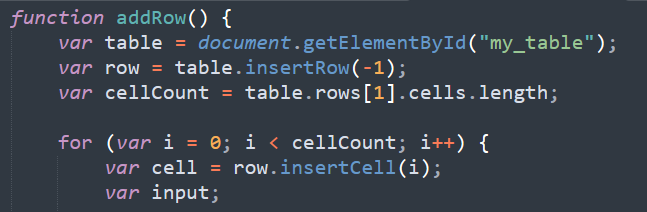 function addRow() {
    var table = document.getElementById("my_table");
    var row = table.insertRow(-1);
    var cellCount = table.rows[1].cells.length;

    for (var i = 0; i < cellCount; i++) {
        var cell = row.insertCell(i);
        var input;